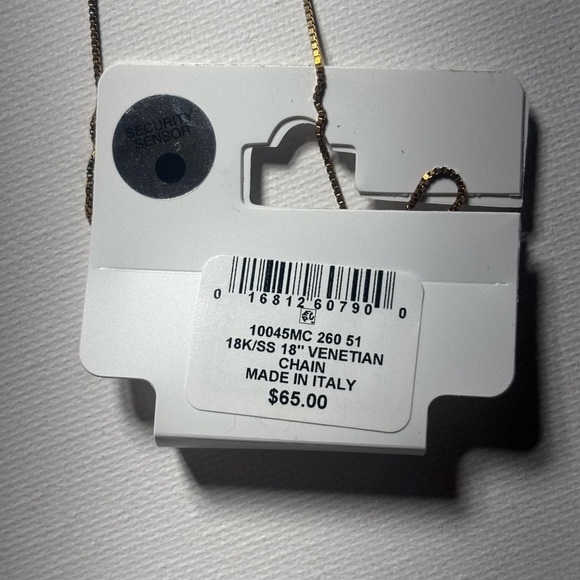 SECURITY
SENSOR
0 16812 60790 0
10045MC 260 51
18K/SS 18" VENETIAN
CHAIN
MADE IN ITALY
$65.00